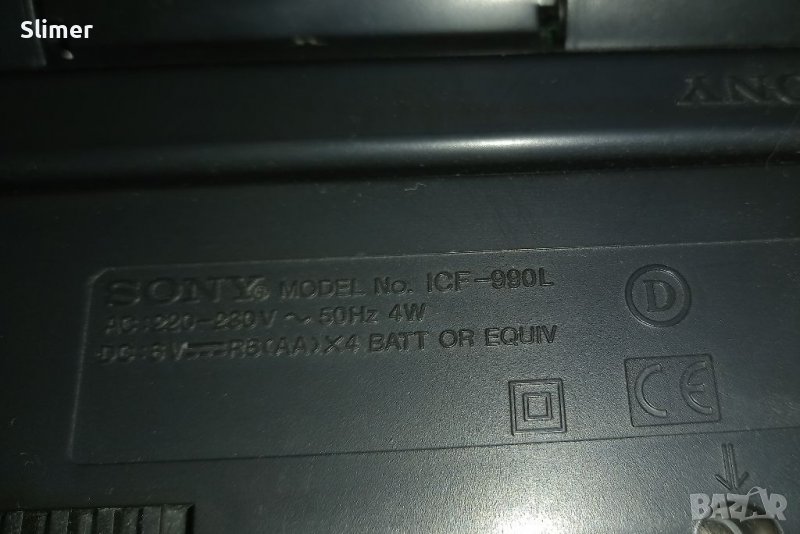 Slimer
SONY
SONY® MODEL No. ICF-990L
AC:220-230V ~ 50Hz 4W
DC:6V R6(AA)X4 BATT OR EQUIV
D
CE
BAZAR